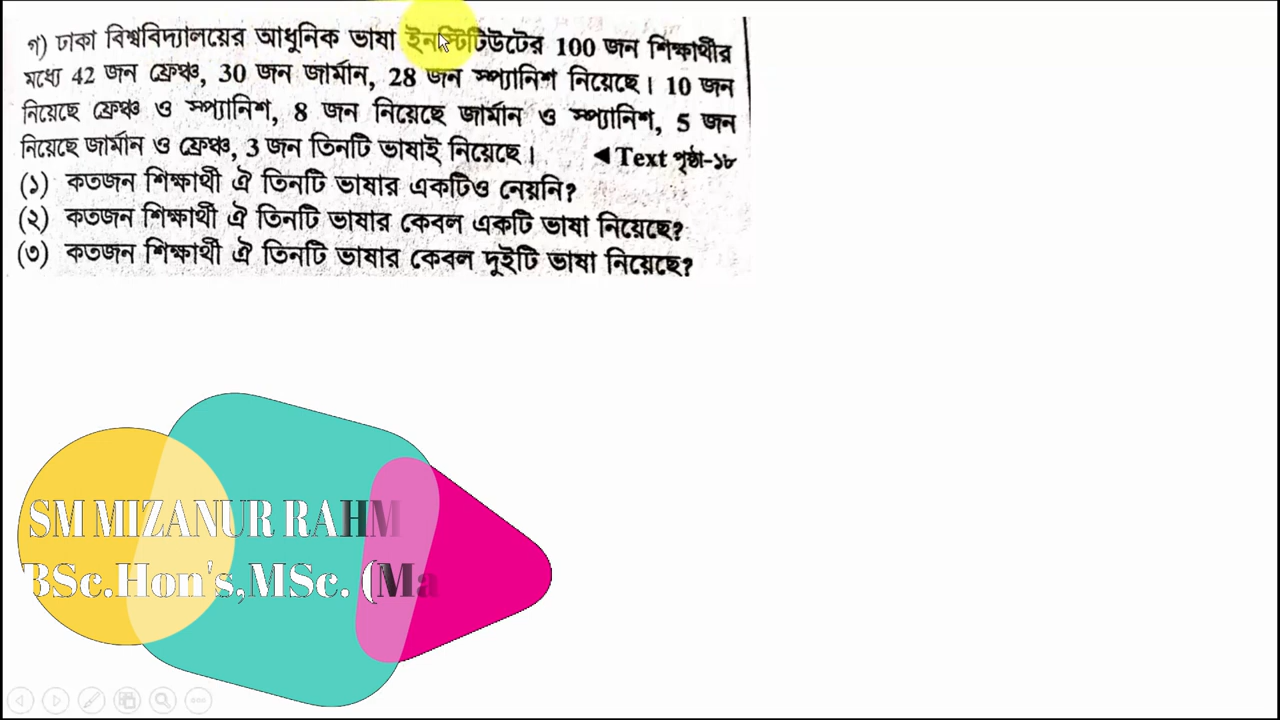 গ) ঢাকা বিশ্ববিদ্যালয়ের আধুনিক ভাষা ইনস্টিটিউটের 100 জন শিক্ষার্থীর
মধ্যে 42 জন ফ্রেঞ্চ, 30 জন জার্মান, 28 জন স্প্যানিশ নিয়েছে। 10 জন
নিয়েছে ফ্রেঞ্চ ও স্প্যানিশ, 8 জন নিয়েছে জার্মান ও স্প্যানিশ, 5 জন
নিয়েছে জার্মান ও ফ্রেঞ্চ, 3 জন তিনটি ভাষাই নিয়েছে। ◄Text পৃষ্ঠা-১৮
(১) কতজন শিক্ষার্থী ঐ তিনটি ভাষার একটিও নেয়নি?
(২) কতজন শিক্ষার্থী ঐ তিনটি ভাষার কেবল একটি ভাষা নিয়েছে?
(৩) কতজন শিক্ষার্থী ঐ তিনটি ভাষার কেবল দুইটি ভাষা নিয়েছে?
SM MIZANUR RAHM
BSc.Hon's,MSc. (Ma